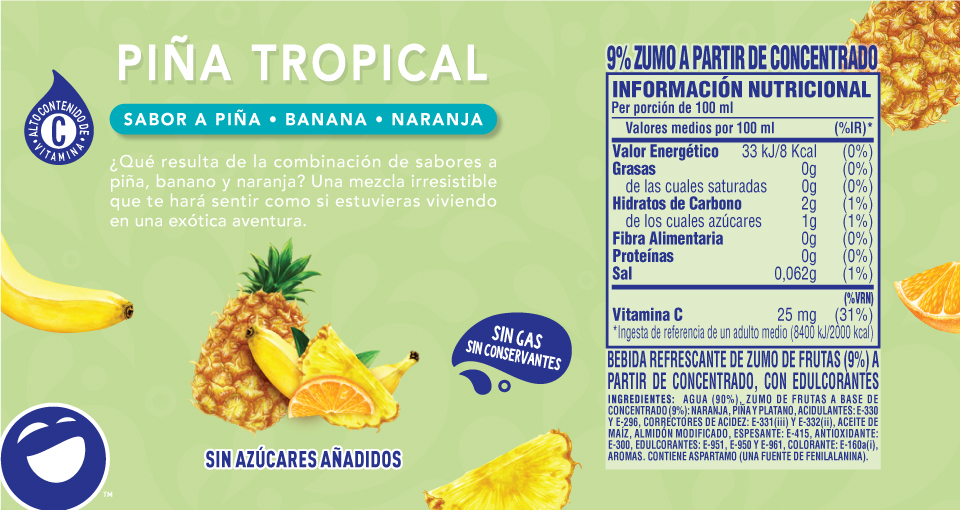 PIÑA TROPICAL
ALTO CONTENIDO DE
C
• VITAMINA •
SABOR A PIÑA • BANANA • NARANJA
¿Qué resulta de la combinación de sabores a
piña, banano y naranja? Una mezcla irresistible
que te hará sentir como si estuvieras viviendo
en una exótica aventura.
SIN GAS
SIN CONSERVANTES
SIN AZÚCARES AÑADIDOS
TM
9% ZUMO A PARTIR DE CONCENTRADO
INFORMACIÓN NUTRICIONAL
Per porción de 100 ml
Valores medios por 100 ml (%IR)*
Valor Energético 33 kJ/8 Kcal (0%)
Grasas 0g (0%)
de las cuales saturadas 0g (0%)
Hidratos de Carbono 2g (1%)
de los cuales azúcares 1g (1%)
Fibra Alimentaria 0g (0%)
Proteínas 0g (0%)
Sal 0,062g (1%)
(%VRN)
Vitamina C 25 mg (31%)
*Ingesta de referencia de un adulto medio (8400 kJ/2000 kcal)
BEBIDA REFRESCANTE DE ZUMO DE FRUTAS (9%) A
PARTIR DE CONCENTRADO, CON EDULCORANTES
INGREDIENTES: AGUA (90%), ZUMO DE FRUTAS A BASE DE
CONCENTRADO (9%): NARANJA, PIÑA Y PLATANO, ACIDULANTES: E-330
Y E-296, CORRECTORES DE ACIDEZ: E-331(iii) Y E-332(ii), ACEITE DE
MAÍZ, ALMIDÓN MODIFICADO, ESPESANTE: E-415, ANTIOXIDANTE:
E-300, EDULCORANTES: E-951, E-950 Y E-961, COLORANTE: E-160a(i),
AROMAS. CONTIENE ASPARTAMO (UNA FUENTE DE FENILALANINA).